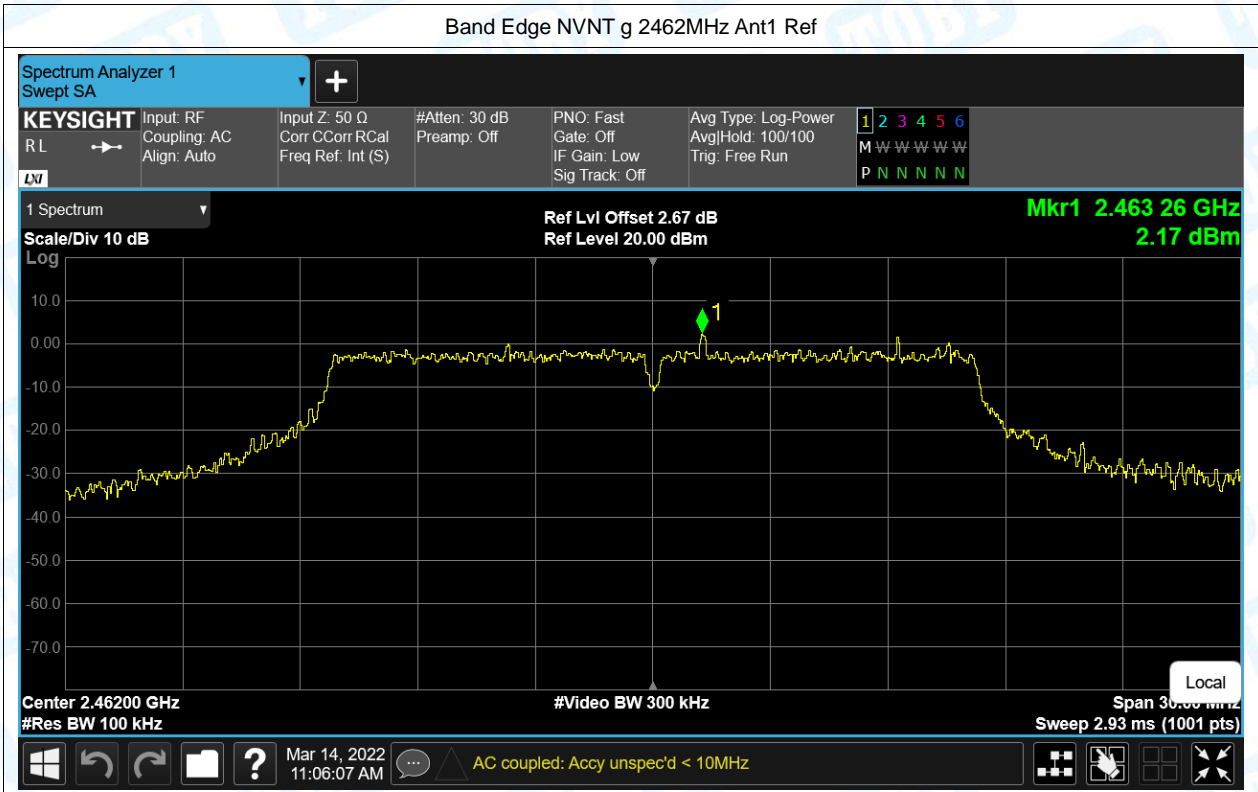 Band Edge NVNT g 2462MHz Ant1 Ref
Spectrum Analyzer 1
Swept SA
KEYSIGHT
RL
LXI
Input: RF
Coupling: AC
Align: Auto
Input Z: 50 Ω
Corr CCorr RCal
Freq Ref: Int (S)
#Atten: 30 dB
Preamp: Off
PNO: Fast
Gate: Off
IF Gain: Low
Sig Track: Off
Avg Type: Log-Power
Avg|Hold: 100/100
Trig: Free Run
1 2 3 4 5 6
M W W W W W
P N N N N N
1 Spectrum
Scale/Div 10 dB
Ref Lvl Offset 2.67 dB
Ref Level 20.00 dBm
Mkr1 2.463 26 GHz
2.17 dBm
Log
10.0
0.00
-10.0
-20.0
-30.0
-40.0
-50.0
-60.0
-70.0
1
Center 2.46200 GHz
#Res BW 100 kHz
#Video BW 300 kHz
Local
Span 30.00 MHz
Sweep 2.93 ms (1001 pts)
?
Mar 14, 2022
11:06:07 AM
AC coupled: Accy unspec'd < 10MHz